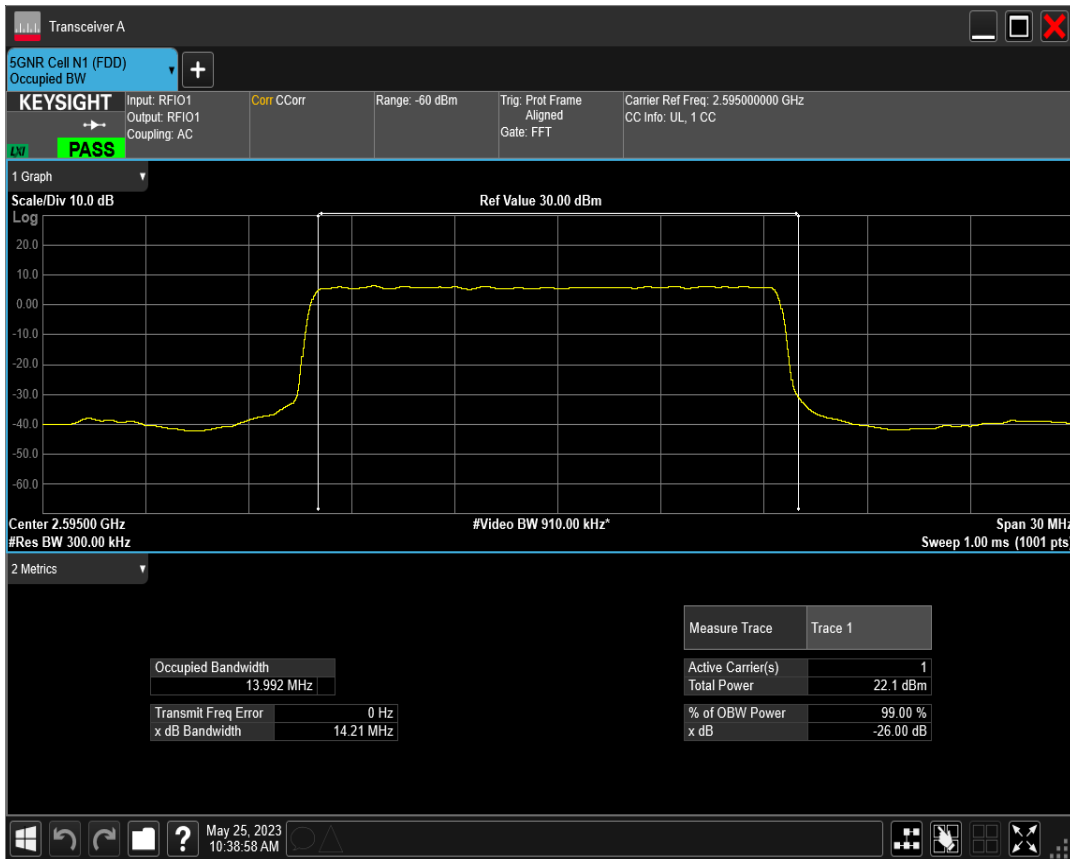 Transceiver A
5GNR Cell N1 (FDD)
Occupied BW
+
KEYSIGHT
LXI
PASS
Input: RFIO1
Output: RFIO1
Coupling: AC
Corr CCorr
Range: -60 dBm
Trig: Prot Frame
Aligned
Gate: FFT
Carrier Ref Freq: 2.595000000 GHz
CC Info: UL, 1 CC
1 Graph
Scale/Div 10.0 dB
Ref Value 30.00 dBm
Log
20.0
10.0
0.00
-10.0
-20.0
-30.0
-40.0
-50.0
-60.0
Center 2.59500 GHz
#Video BW 910.00 kHz*
Span 30 MHz
#Res BW 300.00 kHz
Sweep 1.00 ms (1001 pts)
2 Metrics
Measure Trace Trace 1
Occupied Bandwidth
13.992 MHz
Active Carrier(s) 1
Total Power 22.1 dBm
Transmit Freq Error 0 Hz
x dB Bandwidth 14.21 MHz
% of OBW Power 99.00 %
x dB -26.00 dB
?
May 25, 2023
10:38:58 AM